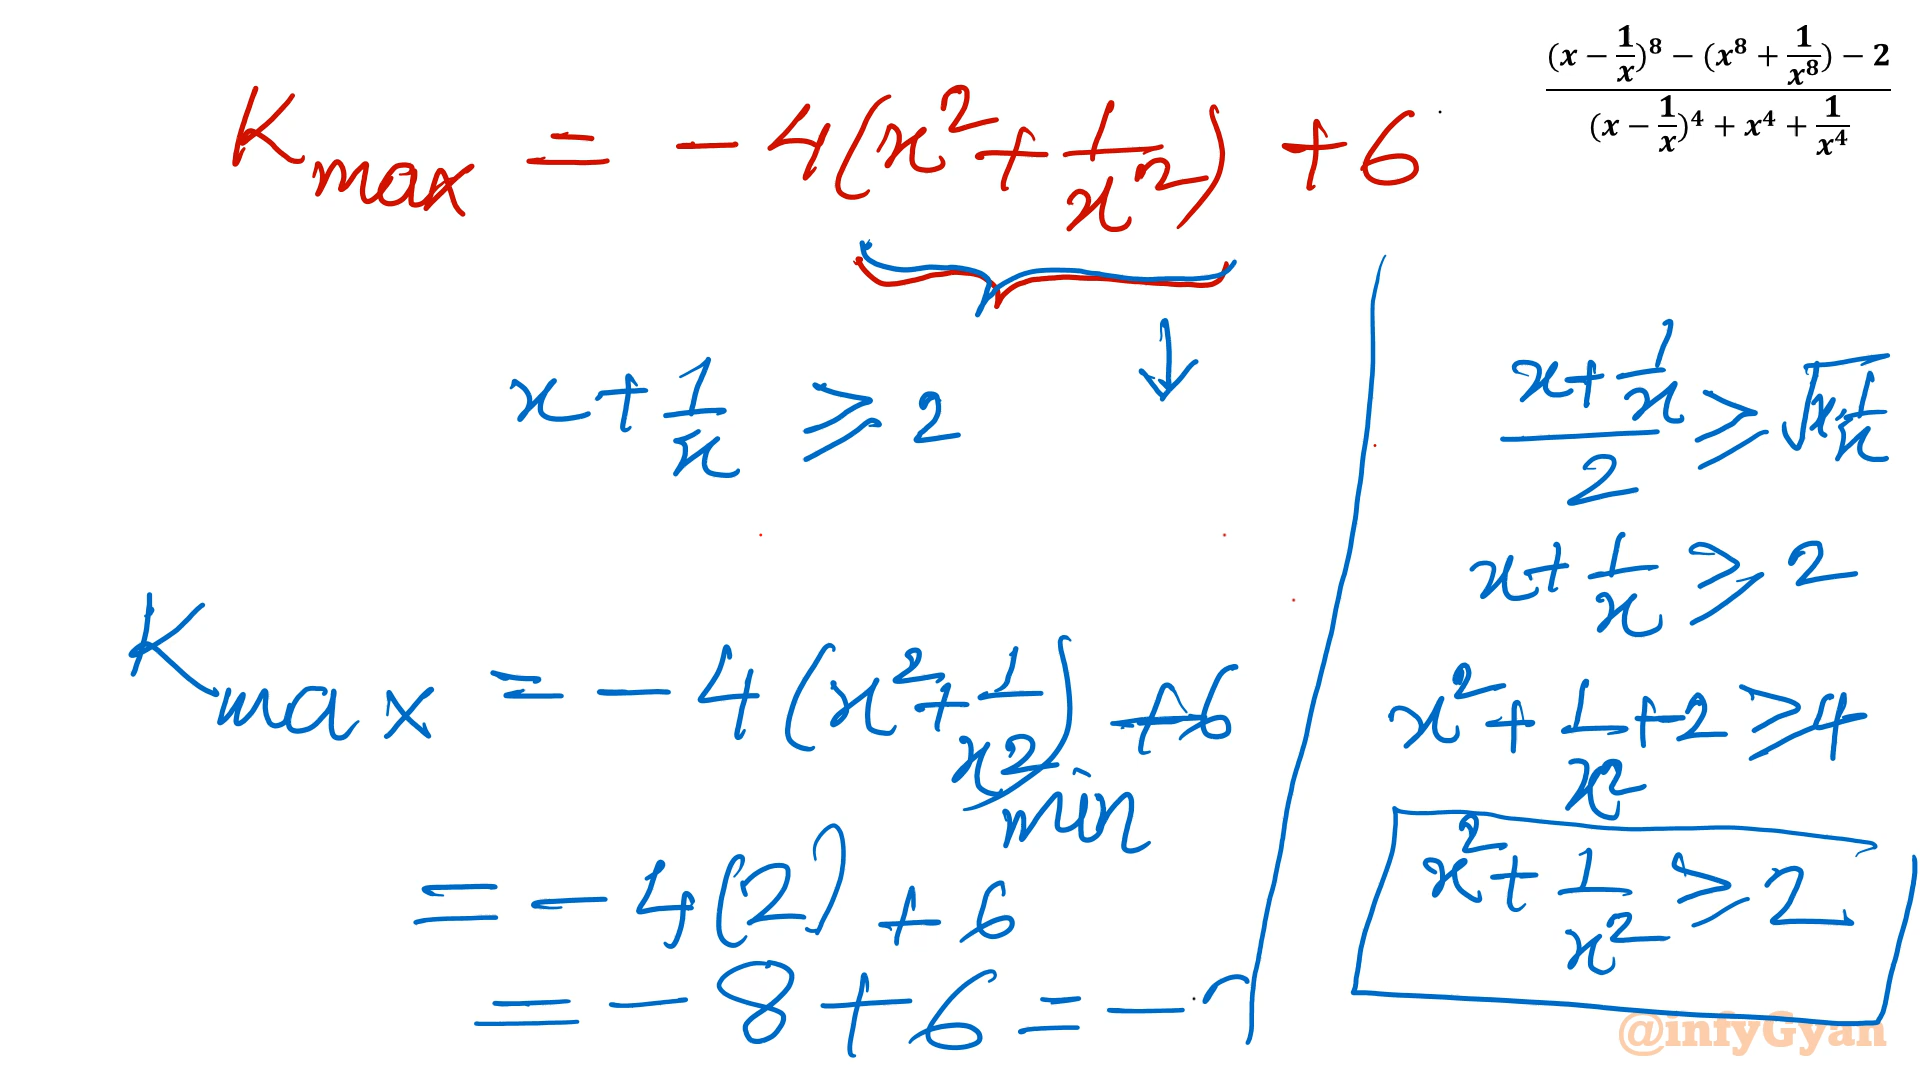 ((x − 1/x)^8 − (x^8 + 1/x^8) − 2) / ((x − 1/x)^4 + x^4 + 1/x^4)
K_max = −4(x² + 1/x²) + 6
x + 1/x ≥ 2
K_max = −4(x² + 1/x²)min +6
= −4(2) + 6
= −8 + 6 = −
(x + 1/x)/2 ≥ √(x 1/x)
x + 1/x ≥ 2
x² + 1/x² + 2 ≥ 4
x² + 1/x² ≥ 2
@infyGyan